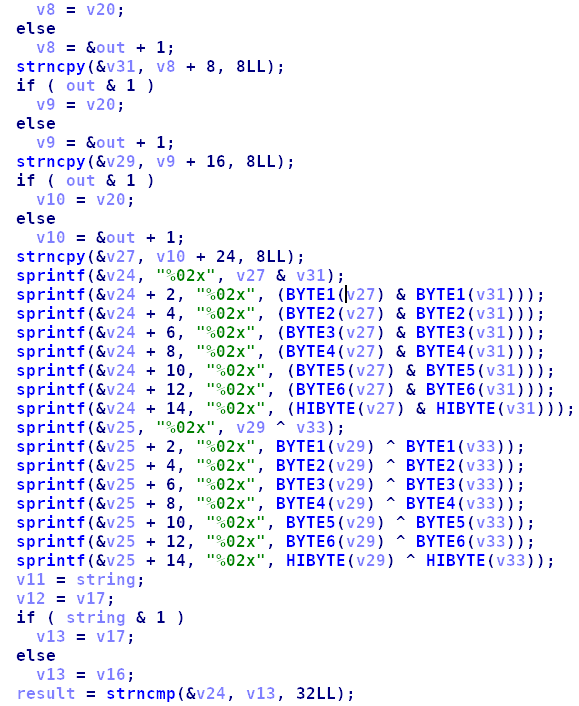 v8 = v20;
else
v8 = &out + 1;
strncpy(&v31, v8 + 8, 8LL);
if ( out & 1 )
v9 = v20;
else
v9 = &out + 1;
strncpy(&v29, v9 + 16, 8LL);
if ( out & 1 )
v10 = v20;
else
v10 = &out + 1;
strncpy(&v27, v10 + 24, 8LL);
sprintf(&v24, "%02x", v27 & v31);
sprintf(&v24 + 2, "%02x", (BYTE1(v27) & BYTE1(v31)));
sprintf(&v24 + 4, "%02x", (BYTE2(v27) & BYTE2(v31)));
sprintf(&v24 + 6, "%02x", (BYTE3(v27) & BYTE3(v31)));
sprintf(&v24 + 8, "%02x", (BYTE4(v27) & BYTE4(v31)));
sprintf(&v24 + 10, "%02x", (BYTE5(v27) & BYTE5(v31)));
sprintf(&v24 + 12, "%02x", (BYTE6(v27) & BYTE6(v31)));
sprintf(&v24 + 14, "%02x", (HIBYTE(v27) & HIBYTE(v31)));
sprintf(&v25, "%02x", v29 ^ v33);
sprintf(&v25 + 2, "%02x", BYTE1(v29) ^ BYTE1(v33));
sprintf(&v25 + 4, "%02x", BYTE2(v29) ^ BYTE2(v33));
sprintf(&v25 + 6, "%02x", BYTE3(v29) ^ BYTE3(v33));
sprintf(&v25 + 8, "%02x", BYTE4(v29) ^ BYTE4(v33));
sprintf(&v25 + 10, "%02x", BYTE5(v29) ^ BYTE5(v33));
sprintf(&v25 + 12, "%02x", BYTE6(v29) ^ BYTE6(v33));
sprintf(&v25 + 14, "%02x", HIBYTE(v29) ^ HIBYTE(v33));
v11 = string;
v12 = v17;
if ( string & 1 )
v13 = v17;
else
v13 = v16;
result = strncmp(&v24, v13, 32LL);